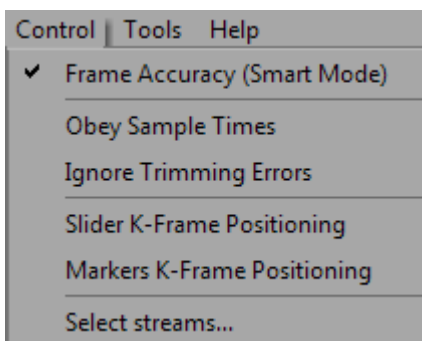 Control Tools Help
Frame Accuracy (Smart Mode)
Obey Sample Times
Ignore Trimming Errors
Slider K-Frame Positioning
Markers K-Frame Positioning
Select streams...